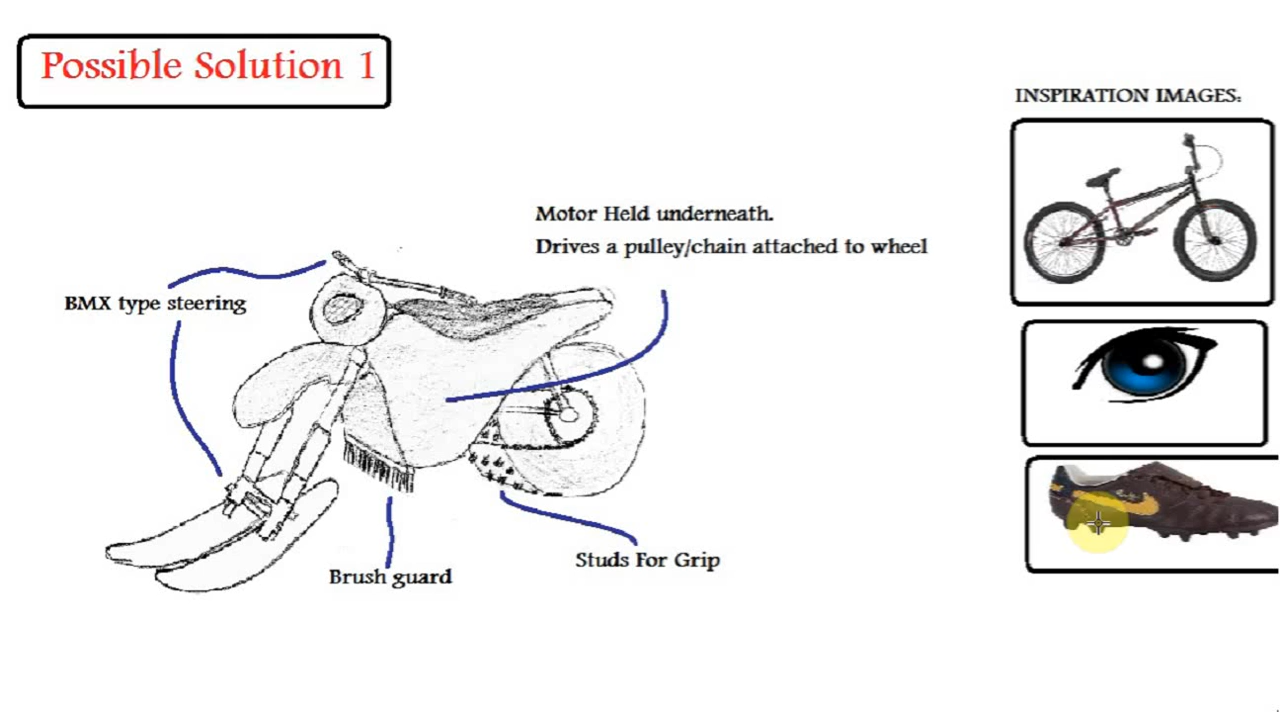 Possible Solution 1
INSPIRATION IMAGES:
Motor Held underneath.
Drives a pulley/chain attached to wheel
BMX type steering
Studs For Grip
Brush guard